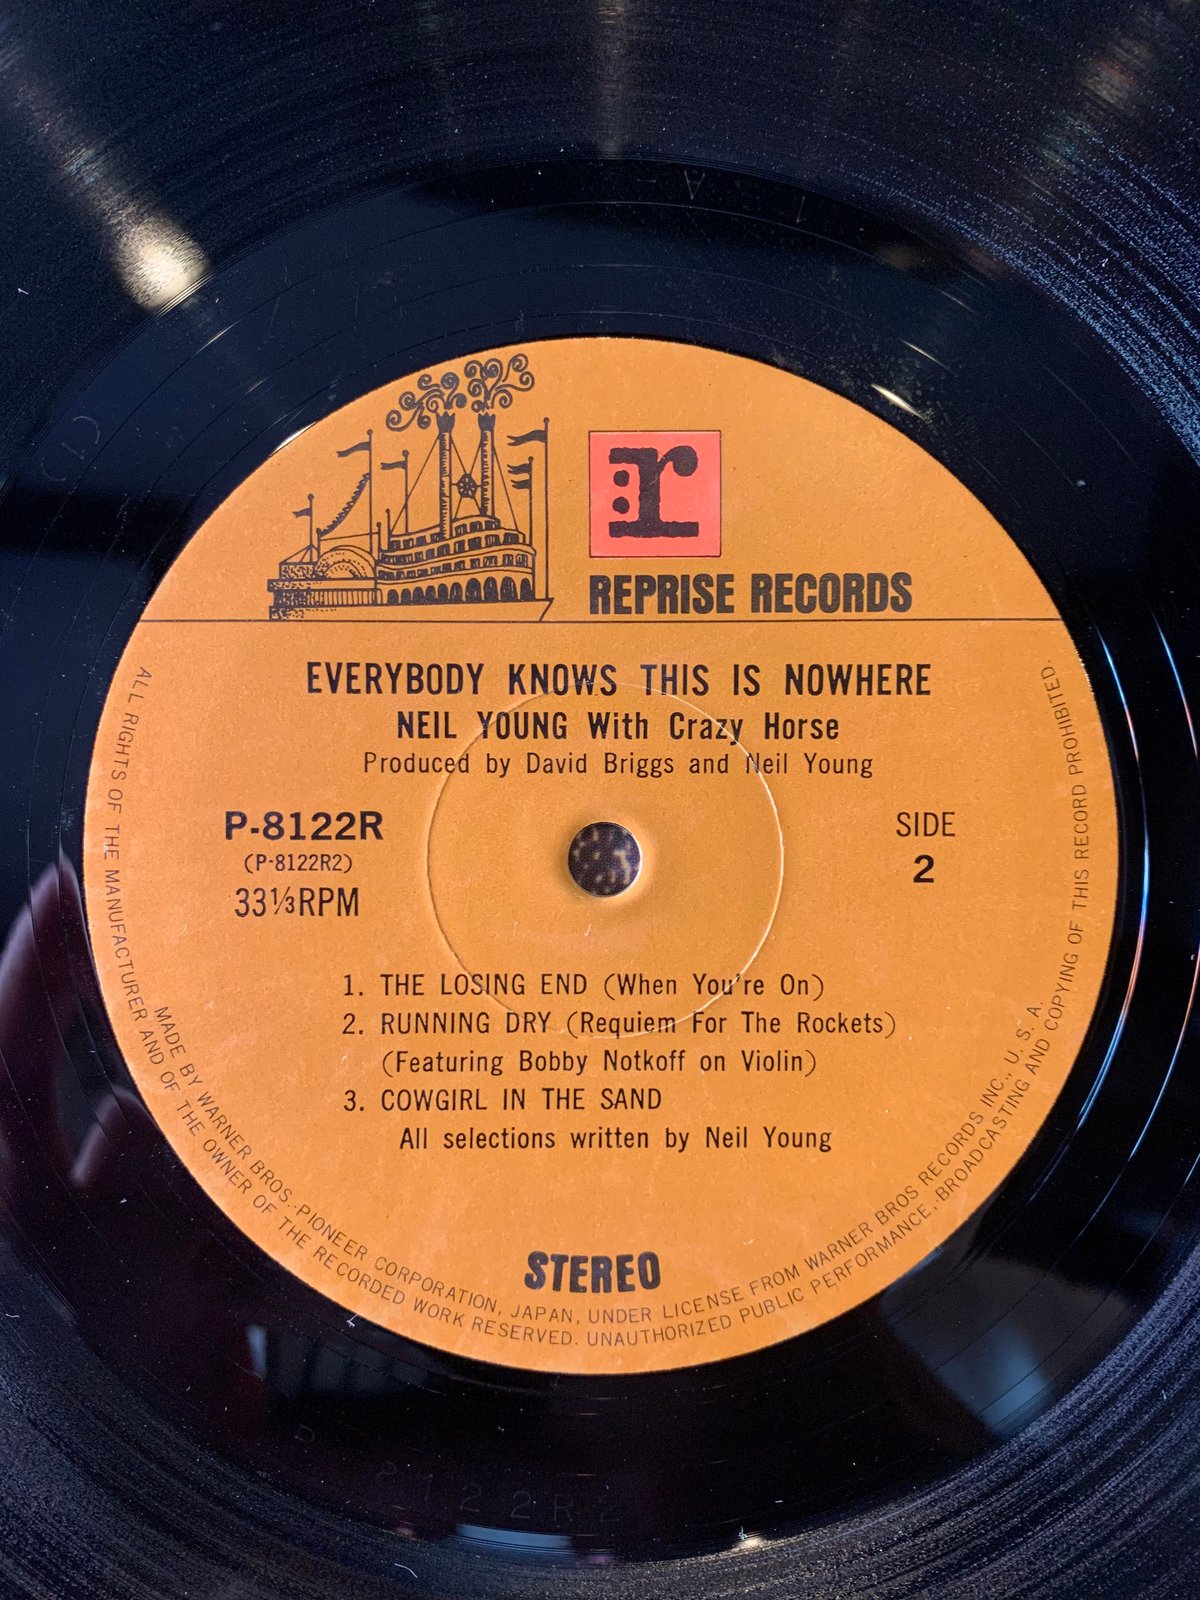 r
REPRISE RECORDS
EVERYBODY KNOWS THIS IS NOWHERE
NEIL YOUNG With Crazy Horse
Produced by David Briggs and Neil Young
P-8122R
(P-8122R2)
33⅓RPM
SIDE
2
1. THE LOSING END (When You're On)
2. RUNNING DRY (Requiem For The Rockets)
(Featuring Bobby Notkoff on Violin)
3. COWGIRL IN THE SAND
All selections written by Neil Young
STEREO
MADE BY WARNER BROS.-PIONEER CORPORATION, JAPAN, UNDER LICENSE FROM WARNER BROS RECORDS INC., U. S. A.
ALL RIGHTS OF THE MANUFACTURER AND OF THE OWNER OF THE RECORDED WORK RESERVED. UNAUTHORIZED PUBLIC PERFORMANCE, BROADCASTING AND COPYING OF THIS RECORD PROHIBITED.